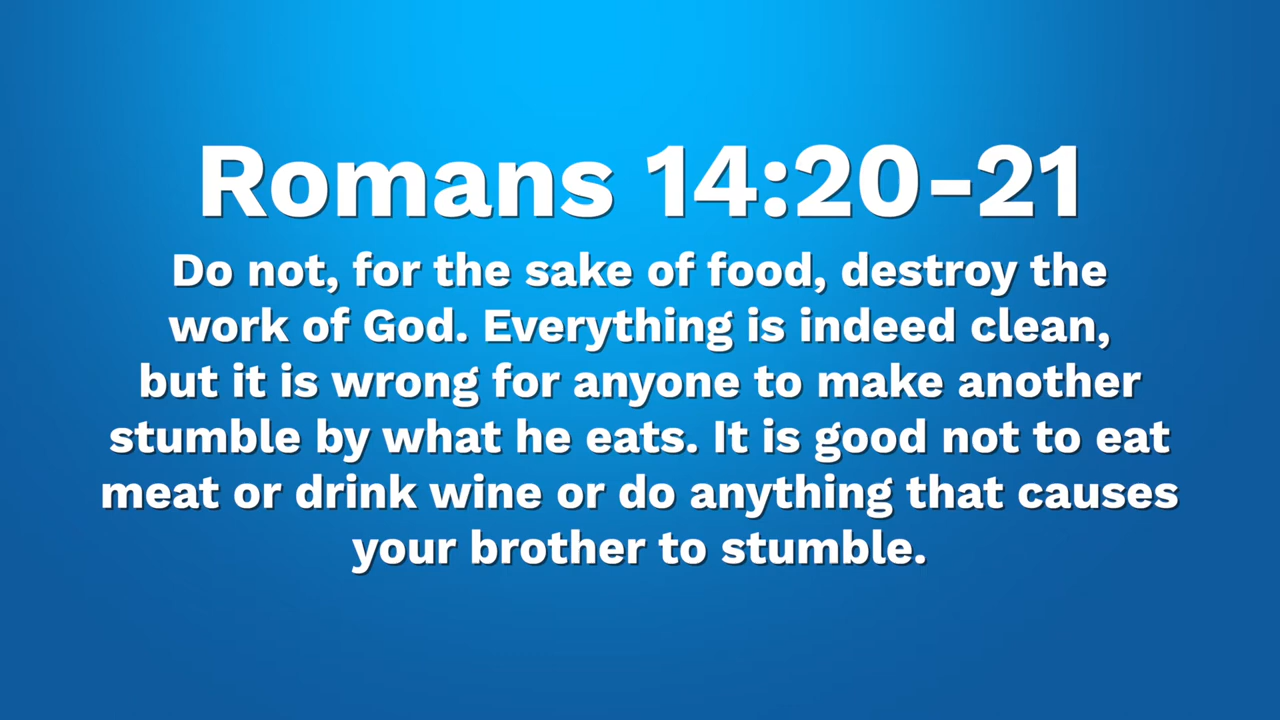 Romans 14:20-21
Do not, for the sake of food, destroy the
work of God. Everything is indeed clean,
but it is wrong for anyone to make another
stumble by what he eats. It is good not to eat
meat or drink wine or do anything that causes
your brother to stumble.